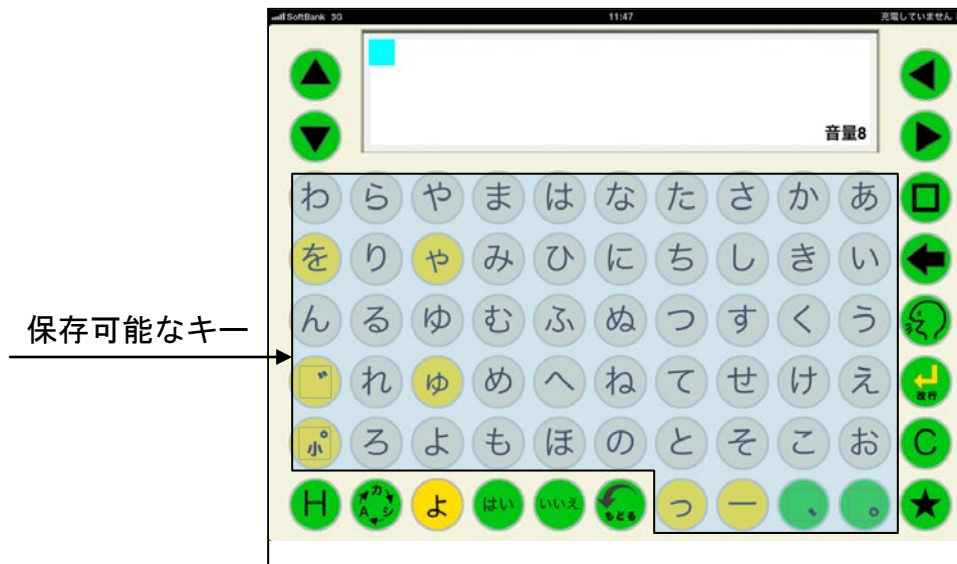 SoftBank 3G 11:47 充電していません
音量8
わ ら や ま は な た さ か あ
を り ゃ み ひ に ち し き い
ん る ゆ む ふ ぬ つ す く う
保存可能なキー
゛ れ ゅ め へ ね て せ け え 改行
小 ゜ ろ よ も ほ の と そ こ お C
H カ A シ ょ はい いいえ もどる っ ー 、 。 ★